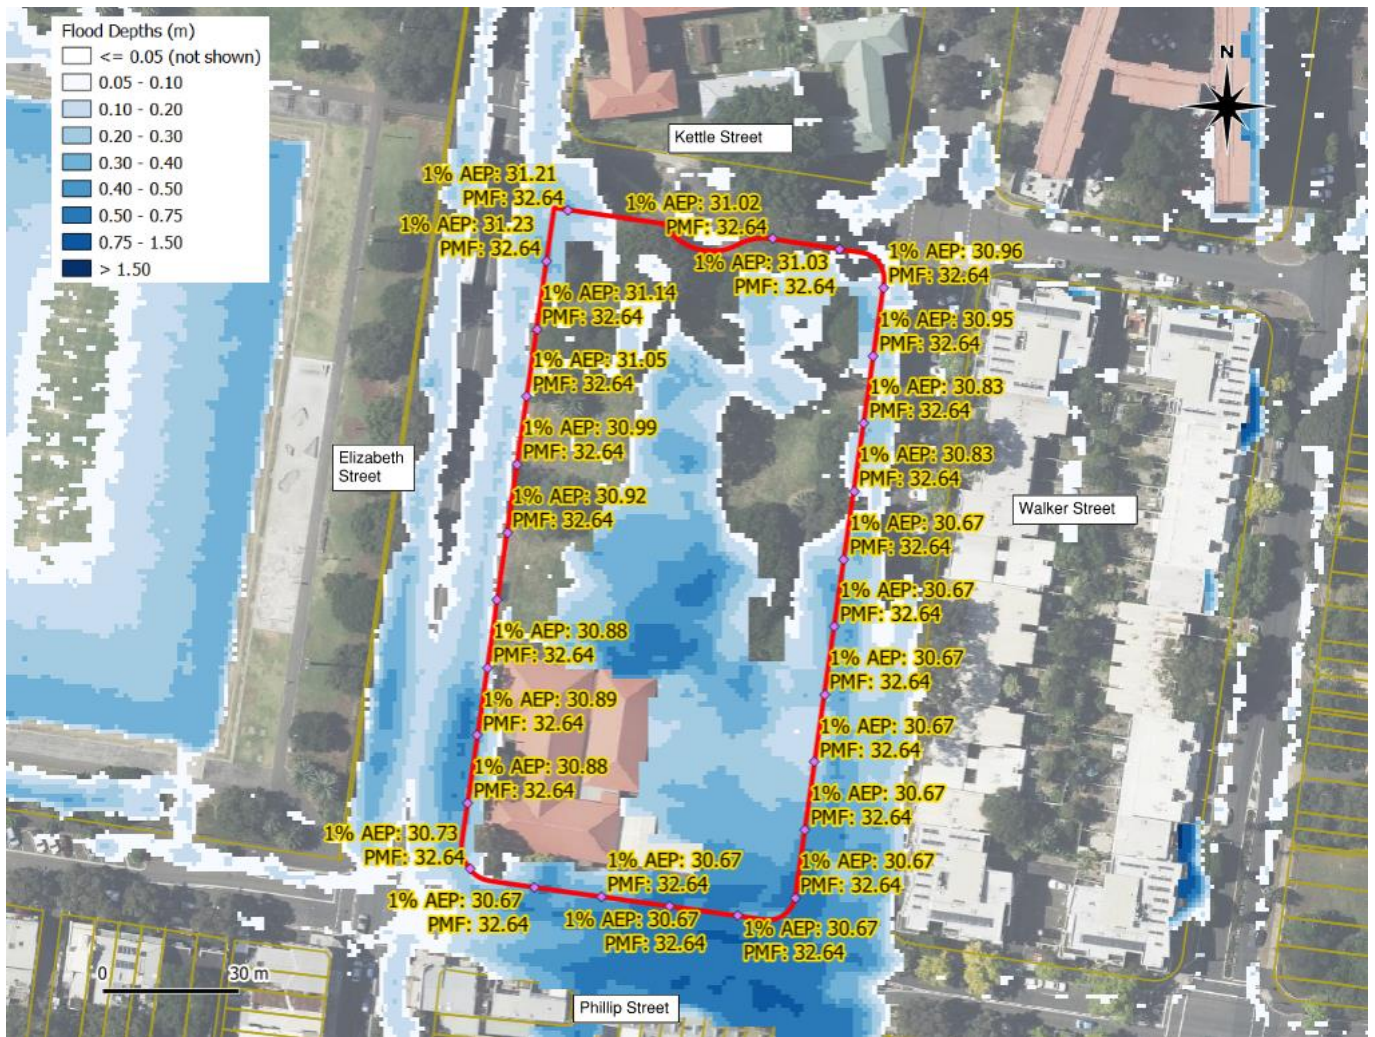 Flood Depths (m)
<= 0.05 (not shown)
0.05 - 0.10
0.10 - 0.20
0.20 - 0.30
0.30 - 0.40
0.40 - 0.50
0.50 - 0.75
0.75 - 1.50
> 1.50
N
Kettle Street
1% AEP: 31.21
PMF: 32.64
1% AEP: 31.02
PMF: 32.64
1% AEP: 31.23
PMF: 32.64
1% AEP: 31.03
PMF: 32.64
1% AEP: 30.96
PMF: 32.64
1% AEP: 31.14
PMF: 32.64
1% AEP: 30.95
PMF: 32.64
1% AEP: 31.05
PMF: 32.64
1% AEP: 30.83
PMF: 32.64
1% AEP: 30.99
PMF: 32.64
1% AEP: 30.83
PMF: 32.64
Elizabeth
Street
1% AEP: 30.92
PMF: 32.64
Walker Street
1% AEP: 30.67
PMF: 32.64
1% AEP: 30.67
PMF: 32.64
1% AEP: 30.88
PMF: 32.64
1% AEP: 30.67
PMF: 32.64
1% AEP: 30.89
PMF: 32.64
1% AEP: 30.67
PMF: 32.64
1% AEP: 30.88
PMF: 32.64
1% AEP: 30.67
PMF: 32.64
1% AEP: 30.73
PMF: 32.64
1% AEP: 30.67
PMF: 32.64
1% AEP: 30.67
PMF: 32.64
1% AEP: 30.67
PMF: 32.64
1% AEP: 30.67
PMF: 32.64
1% AEP: 30.67
PMF: 32.64
0 30 m
Phillip Street